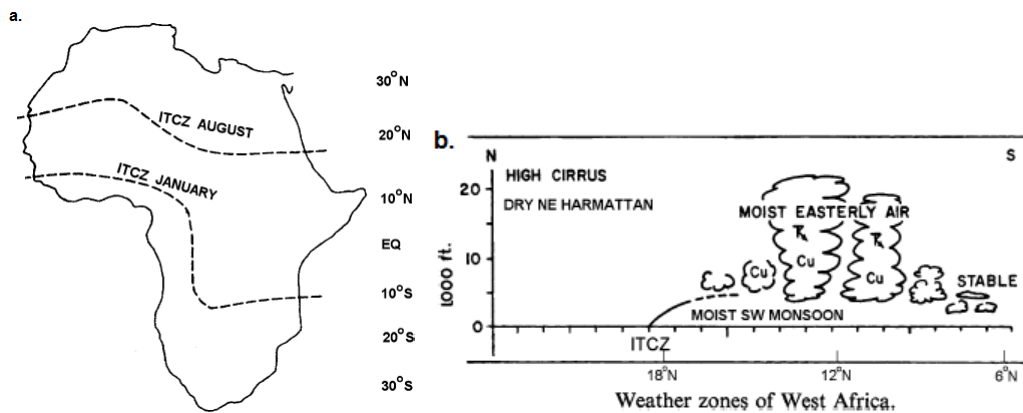 a.
30°N
ITCZ AUGUST
20°N
ITCZ JANUARY
10°N
EQ
10°S
20°S
30°S
b.
N
S
HIGH CIRRUS
20
DRY NE HARMATTAN
MOIST EASTERLY AIR
Cu
Cu
Cu
10
1000 ft.
STABLE
MOIST SW MONSOON
0
ITCZ
18°N
12°N
6°N
Weather zones of West Africa.